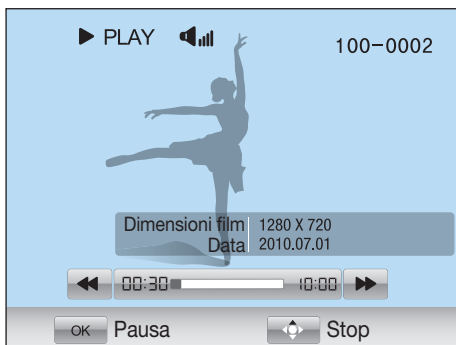 PLAY
100-0002
Dimensioni film 1280 X 720
Data 2010.07.01
00:30 10:00
OK Pausa Stop